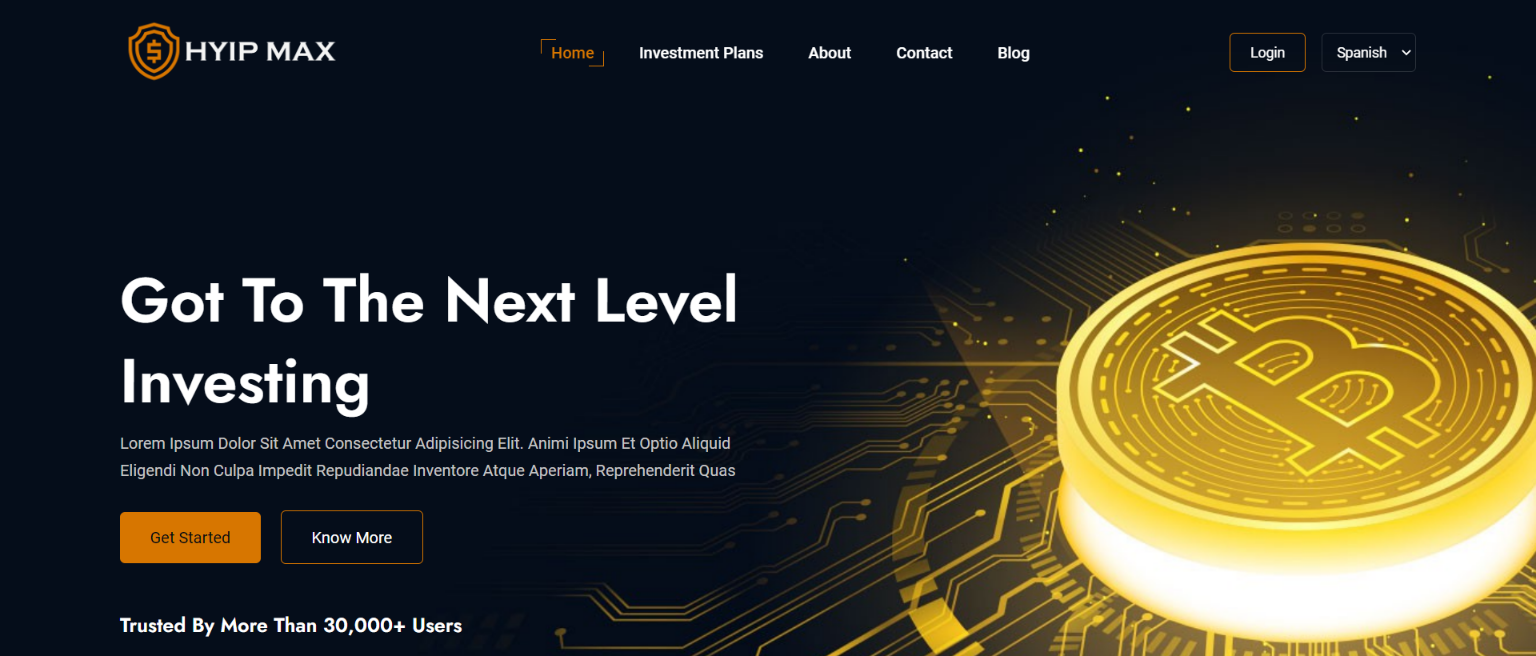 HYIP MAX
Home
Investment Plans
About
Contact
Blog
Login
Spanish
Got To The Next Level
Investing
Lorem Ipsum Dolor Sit Amet Consectetur Adipisicing Elit. Animi Ipsum Et Optio Aliquid
Eligendi Non Culpa Impedit Repudiandae Inventore Atque Aperiam, Reprehenderit Quas
Get Started
Know More
Trusted By More Than 30,000+ Users